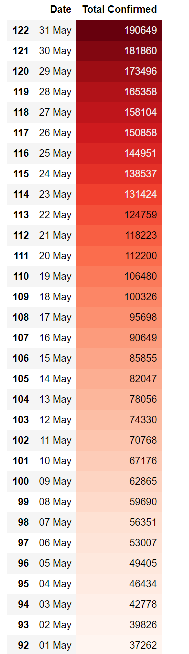 Date Total Confirmed
122 31 May 190649
121 30 May 181860
120 29 May 173496
119 28 May 165358
118 27 May 158104
117 26 May 150858
116 25 May 144951
115 24 May 138537
114 23 May 131424
113 22 May 124759
112 21 May 118223
111 20 May 112200
110 19 May 106480
109 18 May 100326
108 17 May 95698
107 16 May 90649
106 15 May 85855
105 14 May 82047
104 13 May 78056
103 12 May 74330
102 11 May 70768
101 10 May 67176
100 09 May 62865
99 08 May 59690
98 07 May 56351
97 06 May 53007
96 05 May 49405
95 04 May 46434
94 03 May 42778
93 02 May 39826
92 01 May 37262